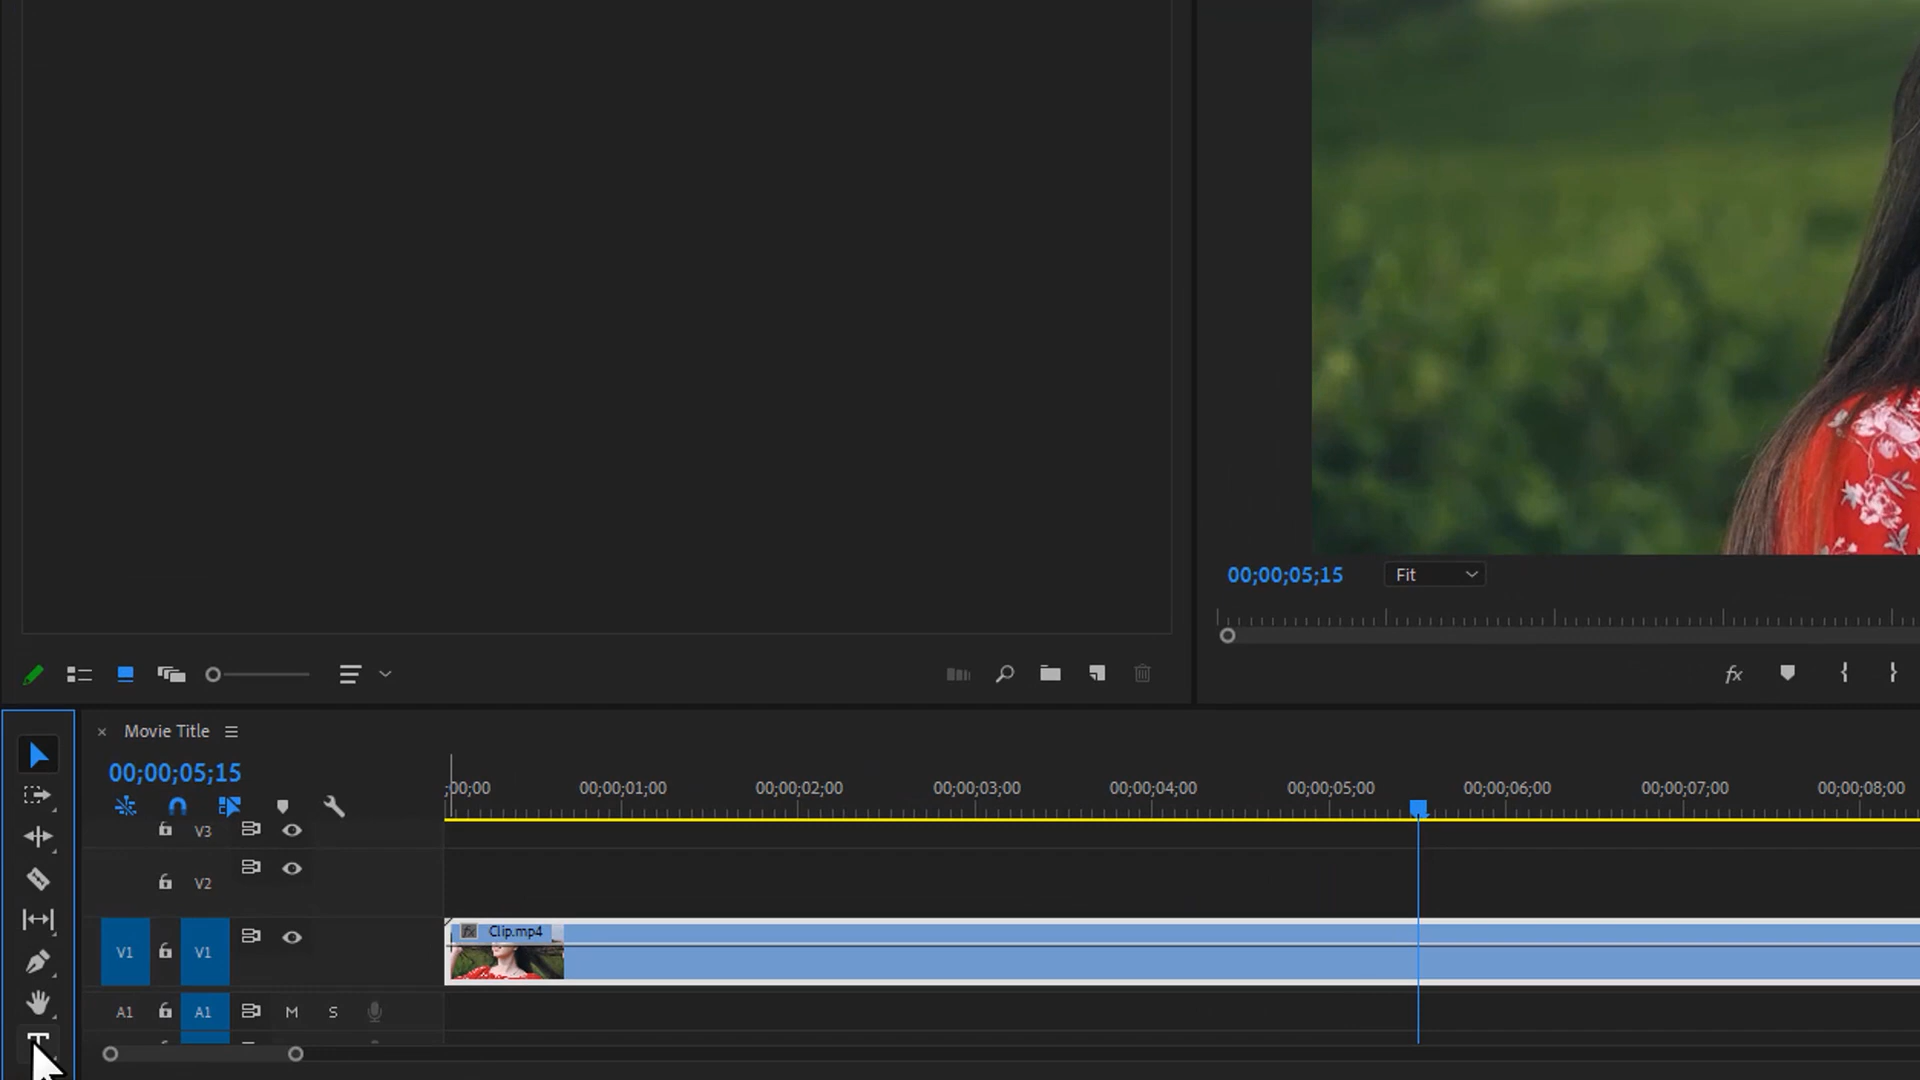 00;00;05;15
Fit
fx
Movie Title
00;00;05;15
;00;00
00;00;01;00
00;00;02;00
00;00;03;00
00;00;04;00
00;00;05;00
00;00;06;00
00;00;07;00
00;00;08;00
V3
V2
fx Clip.mp4
V1
V1
A1
A1
M
S